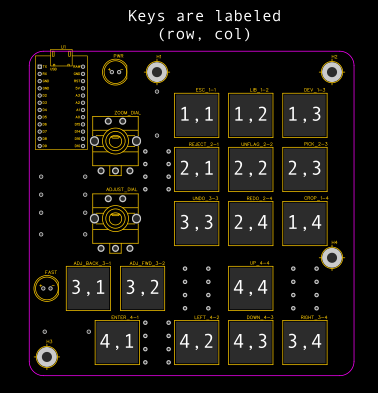 Keys are labeled
(row, col)
U1
PWR
H1
H2
ESC_1-1 LIB_1-2 DEV_1-3
1,1 1,2 1,3
ZOOM_DIAL
REJECT_2-1 UNFLAG_2-2 PICK_2-3
2,1 2,2 2,3
ADJUST_DIAL
UNDO_3-3 REDO_2-4 CROP_1-4
3,3 2,4 1,4
H4
ADJ_BACK_3-1 ADJ_FWD_3-2 UP_4-4
FAST
3,1 3,2 4,4
ENTER_4-1 LEFT_4-2 DOWN_4-3 RIGHT_3-4
H3
4,1 4,2 4,3 3,4